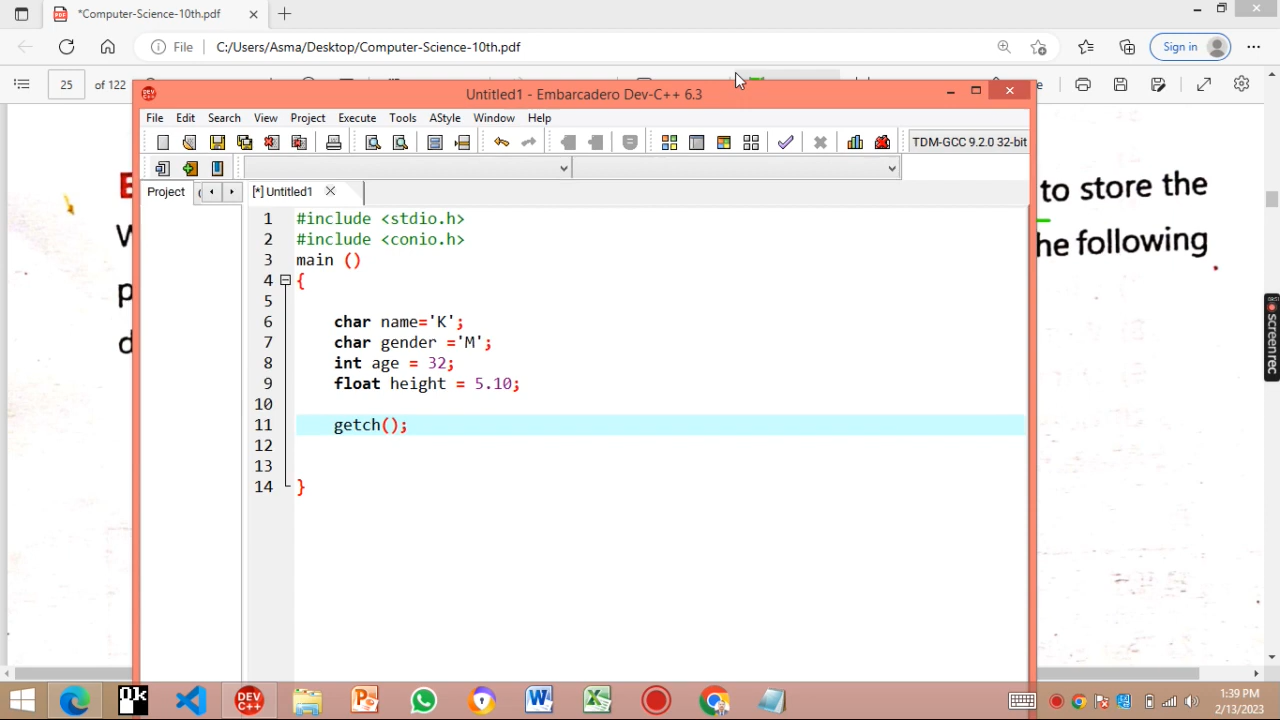 *Computer-Science-10th.pdf
File C:/Users/Asma/Desktop/Computer-Science-10th.pdf
Sign in
25 of 122
Untitled1 - Embarcadero Dev-C++ 6.3
File Edit Search View Project Execute Tools AStyle Window Help
TDM-GCC 9.2.0 32-bit
Project
[*] Untitled1
1 #include <stdio.h>
2 #include <conio.h>
3 main ()
4 {
5
6 char name='K';
7 char gender ='M';
8 int age = 32;
9 float height = 5.10;
10
11 getch();
12
13
14 }
to store the
he following
screen rec
DEV C++
1:39 PM
2/13/2023